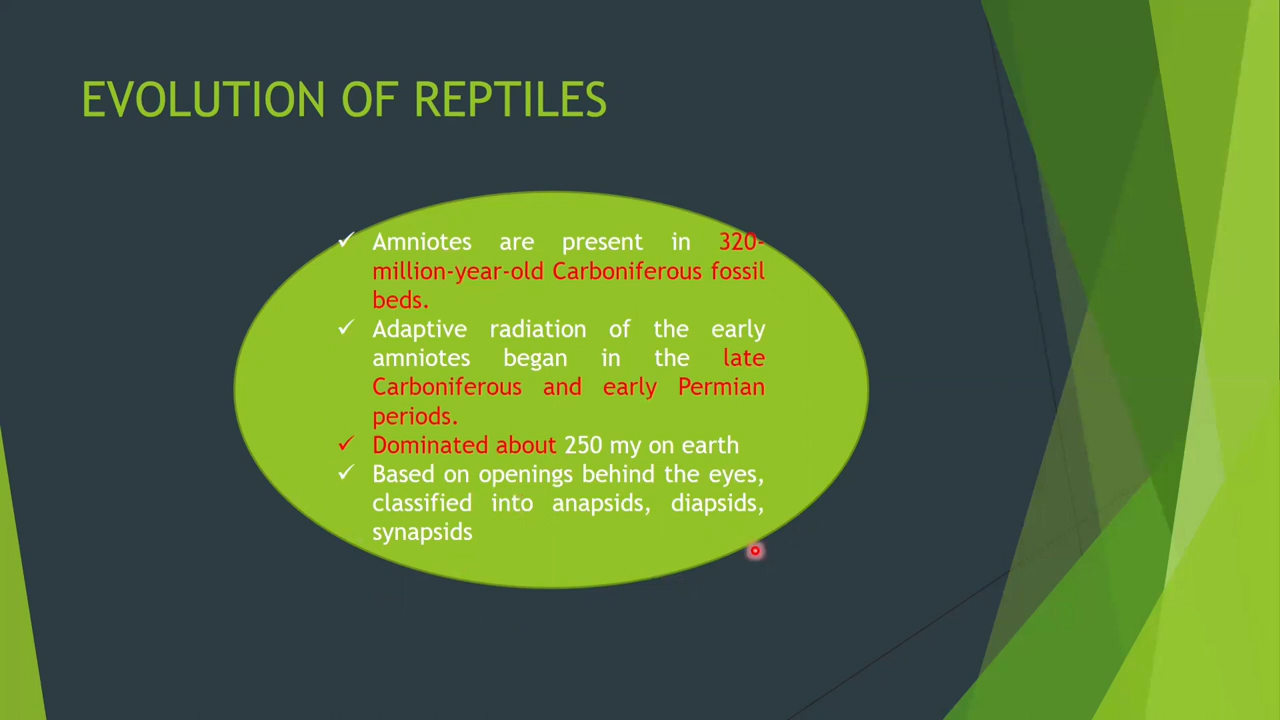 EVOLUTION OF REPTILES
✓ Amniotes are present in 320-
million-year-old Carboniferous fossil
beds.
✓ Adaptive radiation of the early
amniotes began in the late
Carboniferous and early Permian
periods.
✓ Dominated about 250 my on earth
✓ Based on openings behind the eyes,
classified into anapsids, diapsids,
synapsids